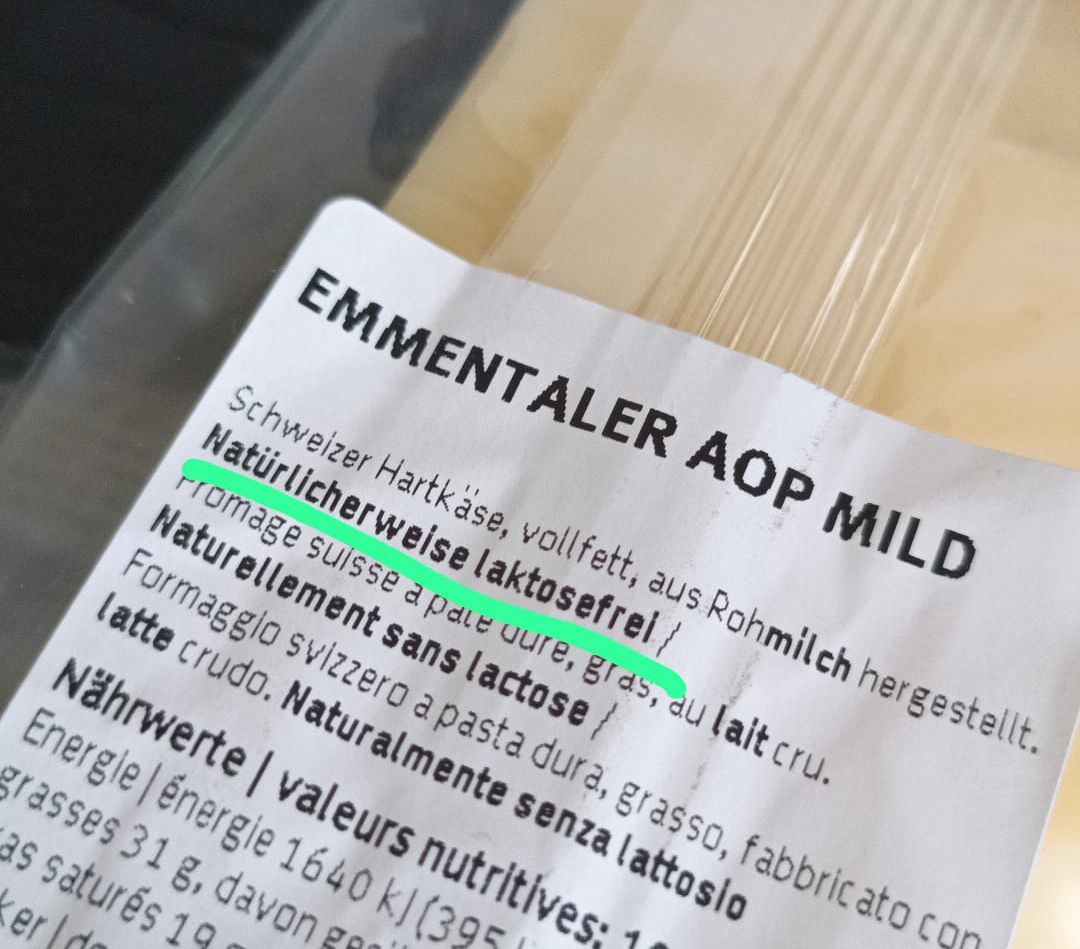 EMMENTALER AOP MILD
Schweizer Hartkäse, vollfett, aus Rohmilch hergestellt.
Natürlicherweise laktosefrei /
Fromage suisse à pâte dure, gras, au lait cru.
Naturellement sans lactose /
Formaggio svizzero a pasta dura, grasso, fabbricato con
latte crudo. Naturalmente senza lattosio
Nährwerte | valeurs nutritives:
Energie | énergie 1640 kJ (395
grasses 31 g, davon
saturés 19